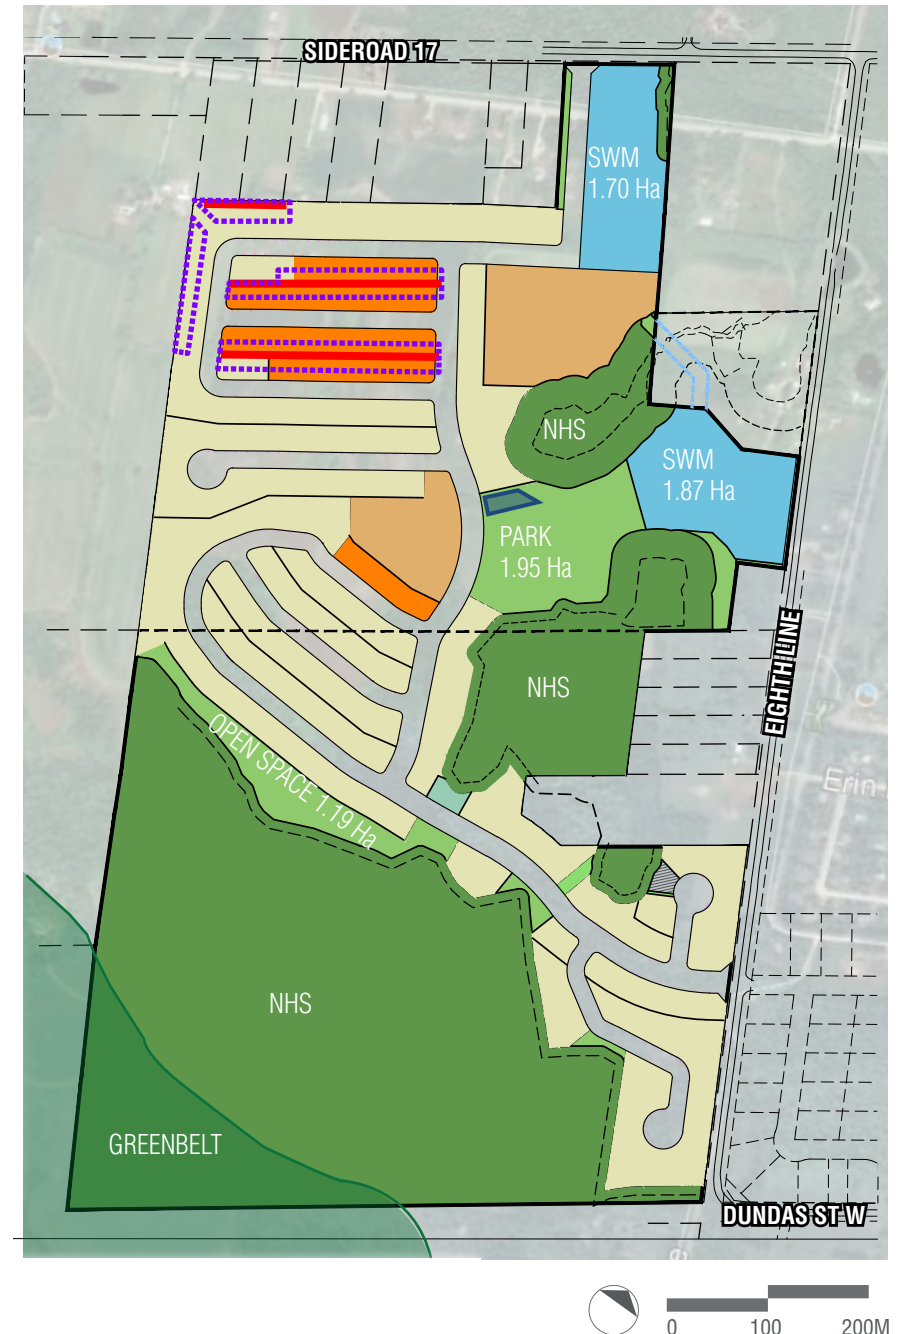 SIDEROAD 17
SWM
1.70 Ha
NHS
SWM
1.87 Ha
PARK
1.95 Ha
EIGHTH LINE
NHS
OPEN SPACE 1.19 Ha
Erin
NHS
GREENBELT
DUNDAS ST W
0 100 200M